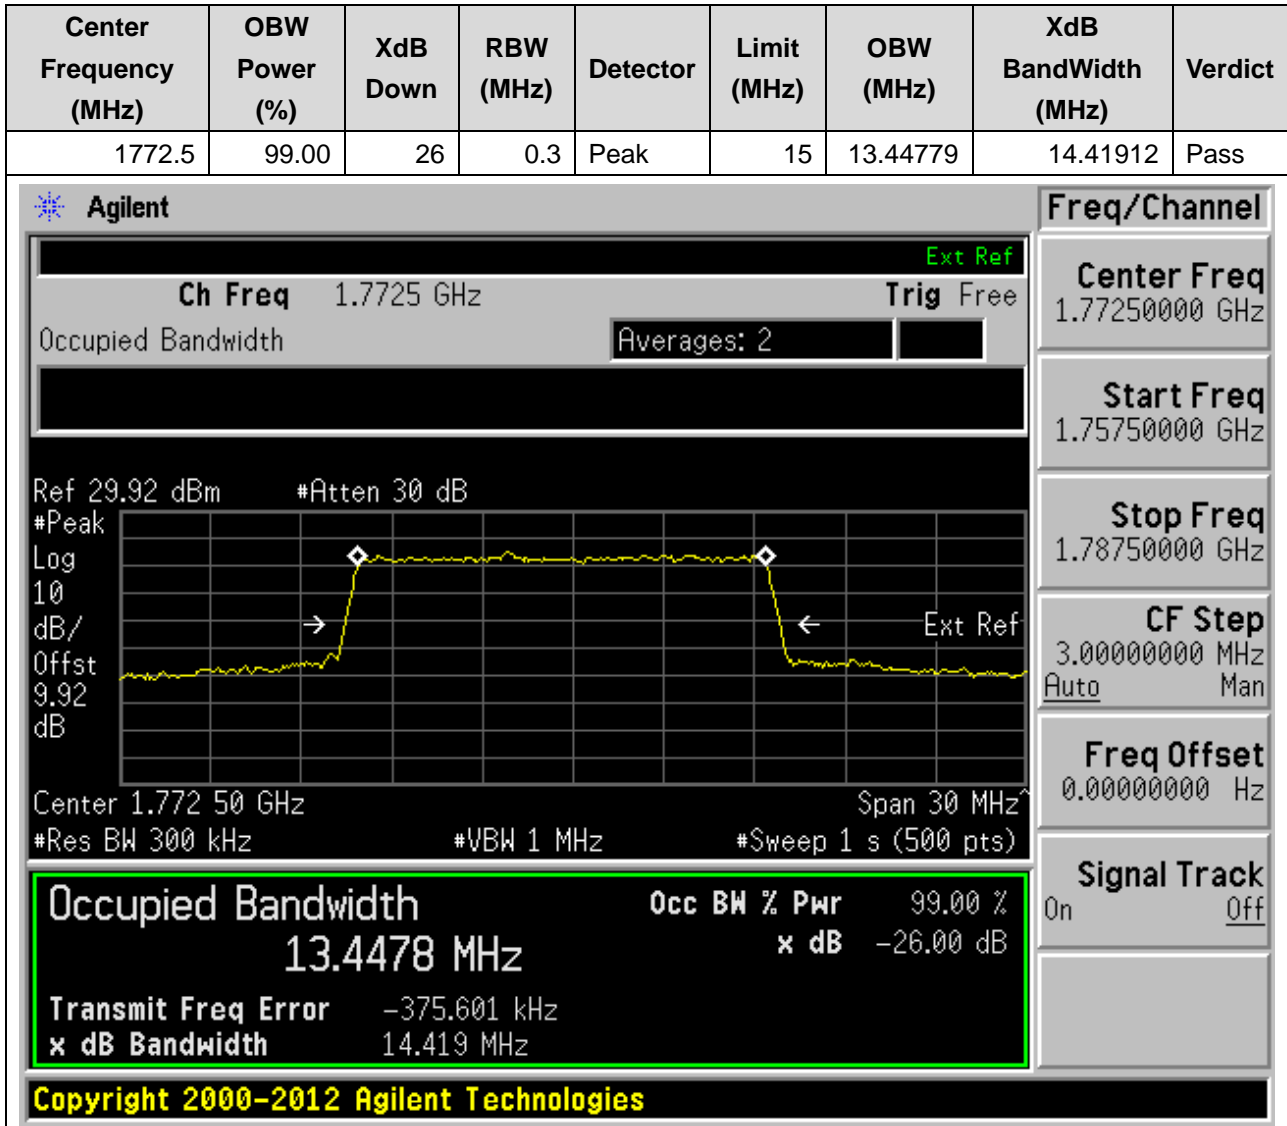 Center Frequency (MHz) OBW Power (%) XdB Down RBW (MHz) Detector Limit (MHz) OBW (MHz) XdB BandWidth (MHz) Verdict
1772.5 99.00 26 0.3 Peak 15 13.44779 14.41912 Pass
Agilent
Freq/Channel
Ext Ref
Ch Freq 1.7725 GHz Trig Free
Occupied Bandwidth Averages: 2
Center Freq
1.77250000 GHz
Start Freq
1.75750000 GHz
Stop Freq
1.78750000 GHz
CF Step
3.00000000 MHz
Auto Man
Freq Offset
0.00000000 Hz
Signal Track
On Off
Ref 29.92 dBm #Atten 30 dB
#Peak
Log
10
dB/
Offst
9.92
dB
Ext Ref
Center 1.772 50 GHz Span 30 MHz^
#Res BW 300 kHz #VBW 1 MHz #Sweep 1 s (500 pts)
Occupied Bandwidth
13.4478 MHz
Occ BW % Pwr 99.00 %
x dB -26.00 dB
Transmit Freq Error -375.601 kHz
x dB Bandwidth 14.419 MHz
Copyright 2000-2012 Agilent Technologies